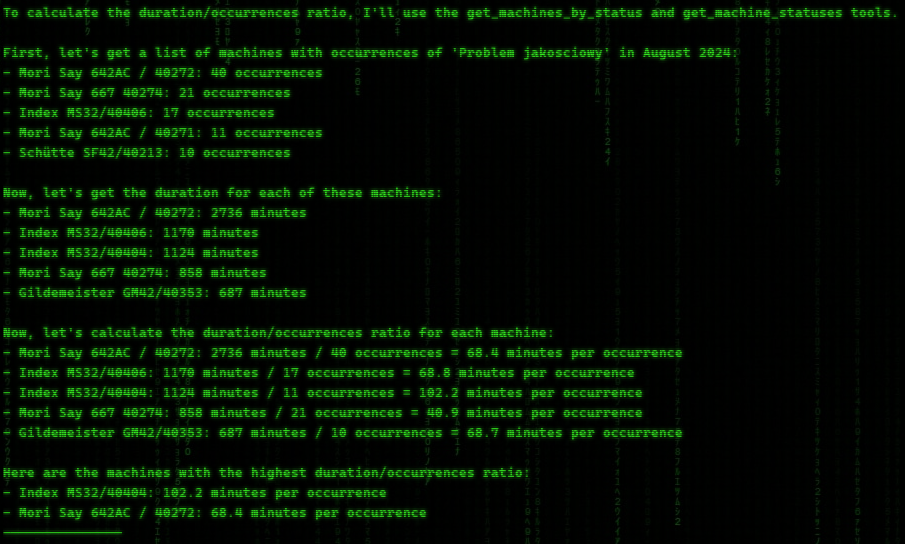 To calculate the duration/occurrences ratio, I'll use the get_machines_by_status and get_machine_statuses tools.
First, let's get a list of machines with occurrences of 'Problem jakosciowy' in August 2024:
- Mori Say 642AC / 40272: 40 occurrences
- Mori Say 667 40274: 21 occurrences
- Index MS32/40406: 17 occurrences
- Mori Say 642AC / 40271: 11 occurrences
- Schütte SF42/40213: 10 occurrences
Now, let's get the duration for each of these machines:
- Mori Say 642AC / 40272: 2736 minutes
- Index MS32/40406: 1170 minutes
- Index MS32/40404: 1124 minutes
- Mori Say 667 40274: 858 minutes
- Gildemeister GM42/40353: 687 minutes
Now, let's calculate the duration/occurrences ratio for each machine:
- Mori Say 642AC / 40272: 2736 minutes / 40 occurrences = 68.4 minutes per occurrence
- Index MS32/40406: 1170 minutes / 17 occurrences = 68.8 minutes per occurrence
- Index MS32/40404: 1124 minutes / 11 occurrences = 102.2 minutes per occurrence
- Mori Say 667 40274: 858 minutes / 21 occurrences = 40.9 minutes per occurrence
- Gildemeister GM42/40353: 687 minutes / 10 occurrences = 68.7 minutes per occurrence
Here are the machines with the highest duration/occurrences ratio:
- Index MS32/40404: 102.2 minutes per occurrence
- Mori Say 642AC / 40272: 68.4 minutes per occurrence